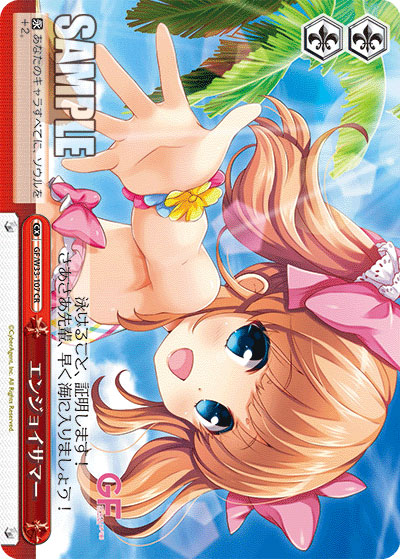 SAMPLE
泳げること、証明します！
さあさあ先輩、早く海に入りましょう！
GF
【永】 あなたのキャラすべてに、ソウルを
＋2。
CX
GF/W33-107 CR
エンジョイサマー
©CyberAgent, Inc. All Rights Reserved.